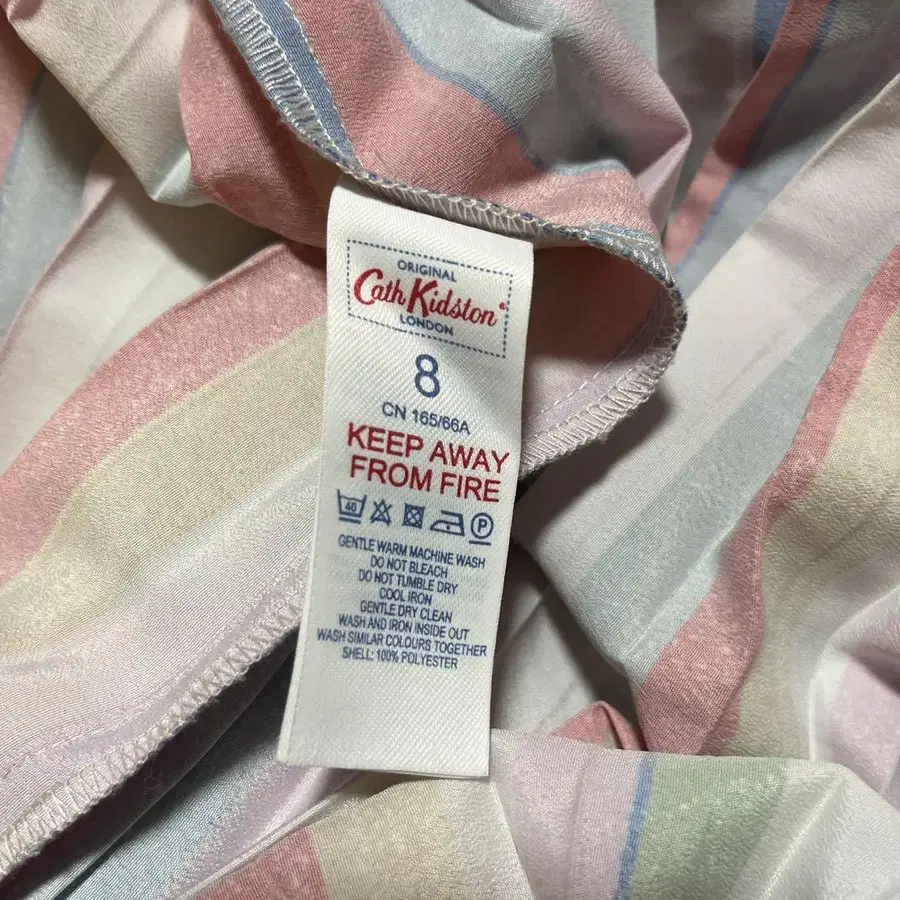 ORIGINAL
Cath Kidston®
LONDON
8
CN 165/66A
KEEP AWAY
FROM FIRE
40
P
GENTLE WARM MACHINE WASH
DO NOT BLEACH
DO NOT TUMBLE DRY
COOL IRON
GENTLE DRY CLEAN
WASH AND IRON INSIDE OUT
WASH SIMILAR COLOURS TOGETHER
SHELL: 100% POLYESTER